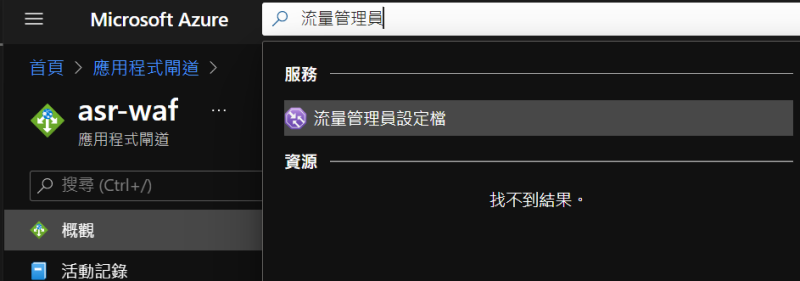 Microsoft Azure
流量管理員
首頁 > 應用程式閘道 >
asr-waf ...
應用程式閘道
搜尋 (Ctrl+/)
概觀
活動記錄
服務
流量管理員設定檔
資源
找不到結果。